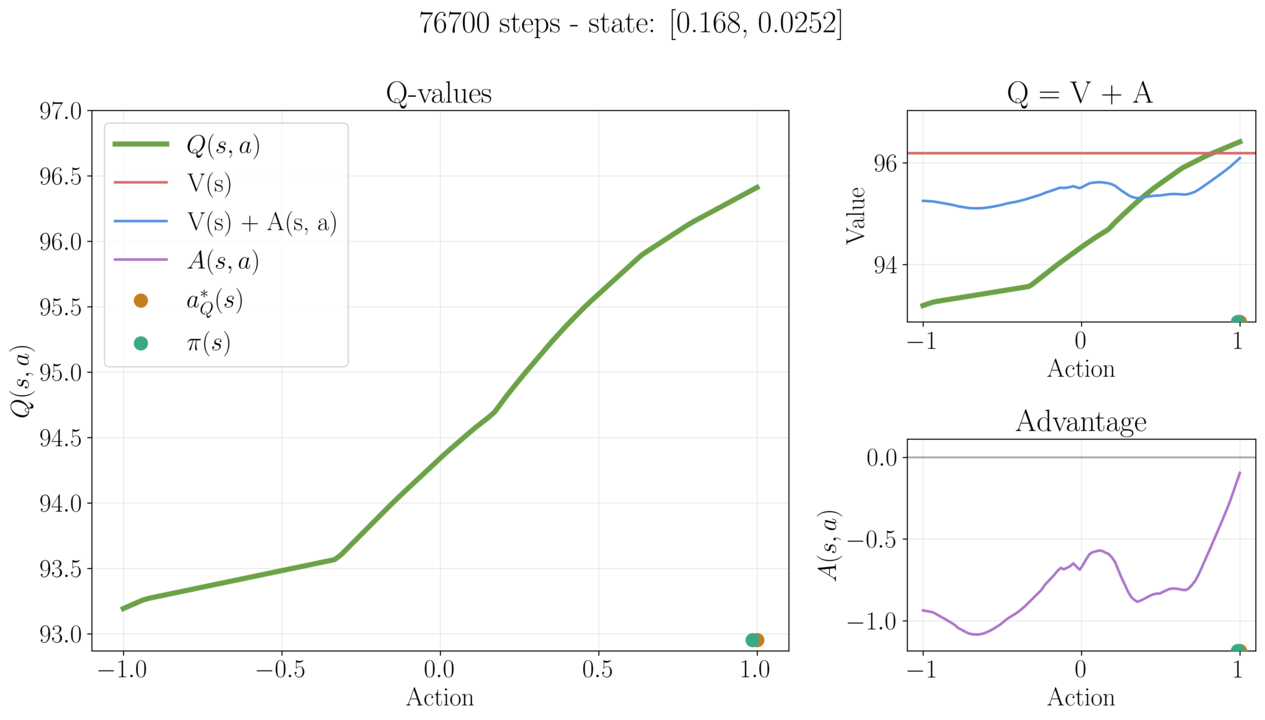 76700 steps - state: [0.168, 0.0252]
Q-values
97.0
96.5
96.0
95.5
95.0
94.5
94.0
93.5
93.0
Q(s, a)
Q(s, a)
V(s)
V(s) + A(s, a)
A(s, a)
a*Q(s)
π(s)
−1.0
−0.5
0.0
0.5
1.0
Action
Q = V + A
96
94
Value
−1
0
1
Action
Advantage
0.0
−0.5
−1.0
A(s, a)
−1
0
1
Action